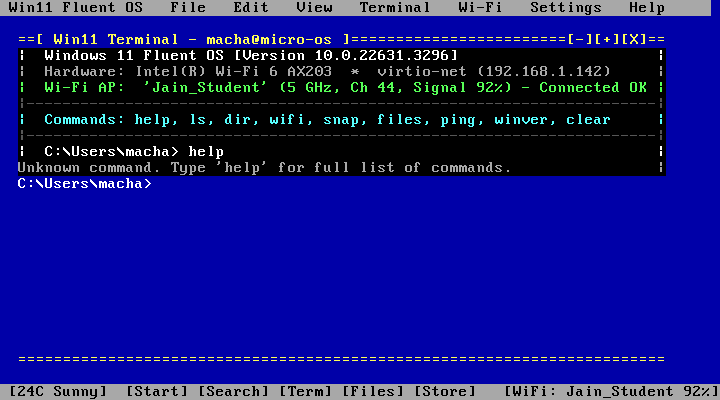 Win11 Fluent OS File Edit View Terminal Wi-Fi Settings Help
==[ Win11 Terminal - macha@micro-os ]========================[-][+][X]==
¦ Windows 11 Fluent OS [Version 10.0.22631.3296] ¦
¦ Hardware: Intel(R) Wi-Fi 6 AX203 * virtio-net (192.168.1.142) ¦
¦ Wi-Fi AP: 'Jain_Student' (5 GHz, Ch 44, Signal 92%) - Connected OK ¦
¦----------------------------------------------------------------------¦
¦ Commands: help, ls, dir, wifi, snap, files, ping, winver, clear ¦
¦----------------------------------------------------------------------¦
¦ C:\Users\macha> help ¦
Unknown command. Type 'help' for full list of commands. ¦
C:\Users\macha>
========================================================================
[24C Sunny] [Start] [Search] [Term] [Files] [Store] [WiFi: Jain_Student 92%]